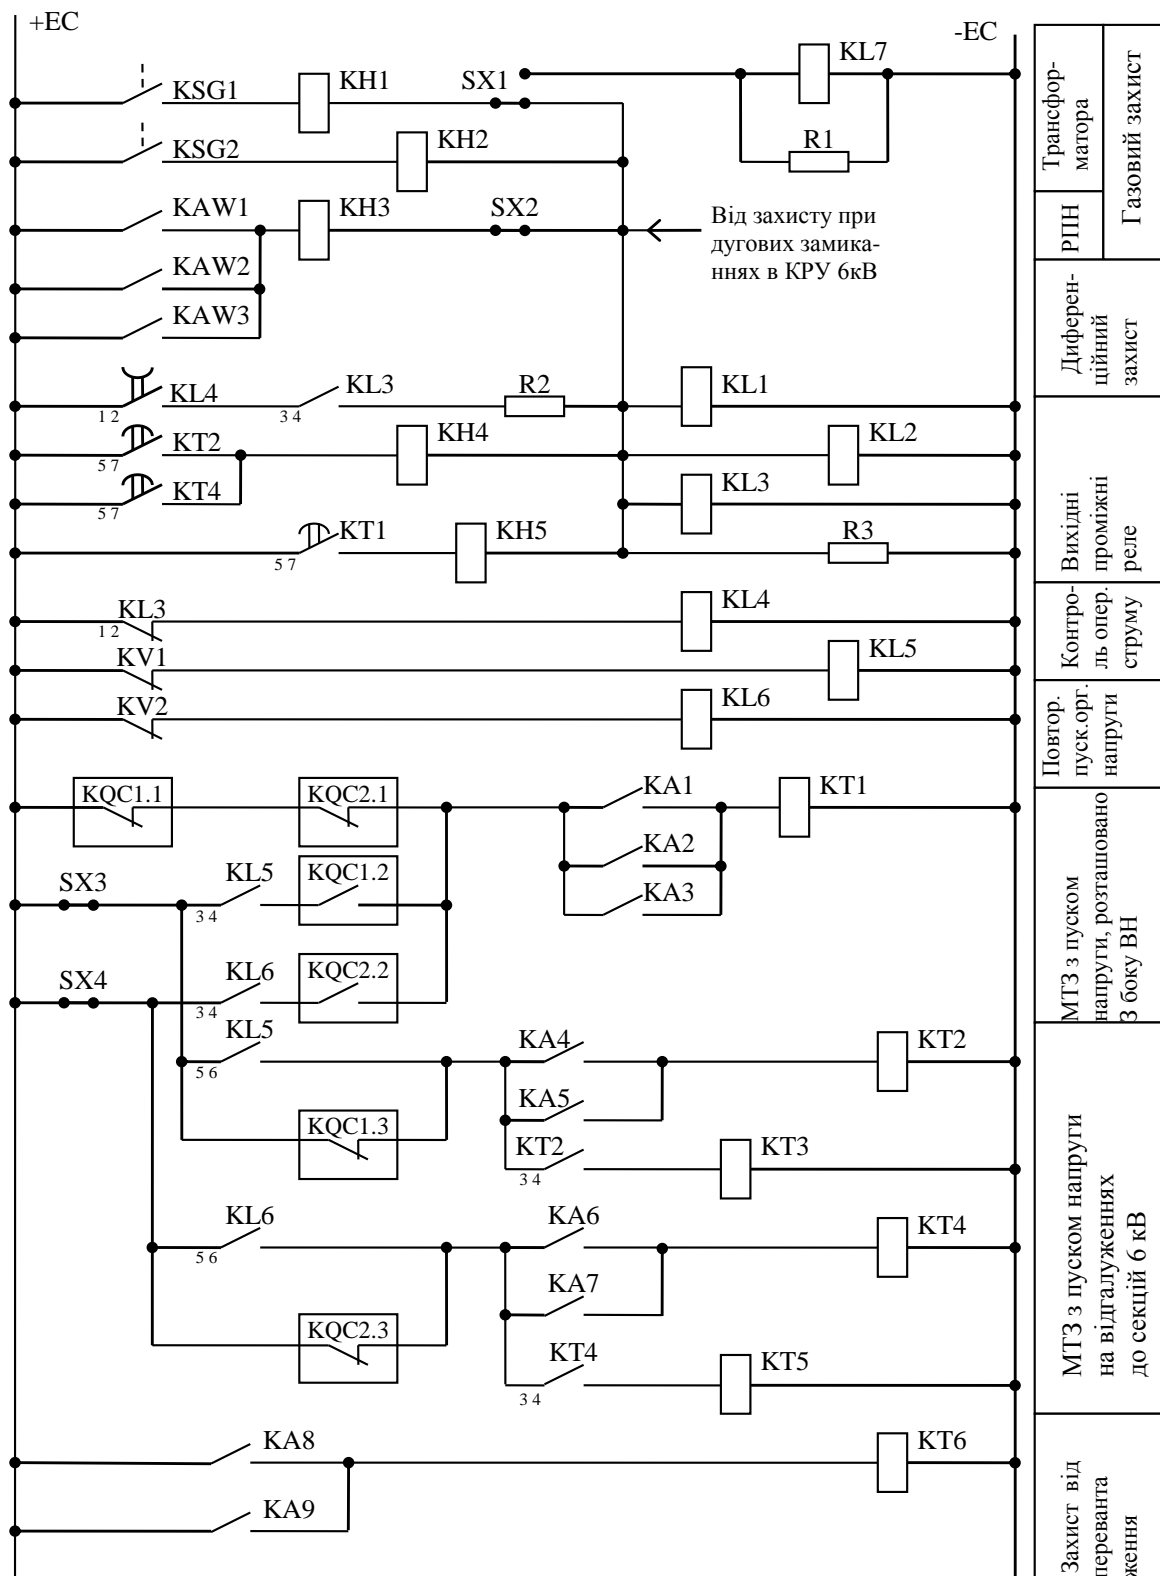 +EC
-EC
KSG1
KH1
SX1
KL7
KSG2
KH2
R1
KAW1
KH3
SX2
Від захисту при
дугових замика-
ннях в КРУ 6кВ
KAW2
KAW3
KL4
1 2
KL3
3 4
R2
KL1
KT2
5 7
KH4
KL2
KT4
5 7
KL3
KT1
5 7
KH5
R3
KL3
1 2
KL4
KV1
KL5
KV2
KL6
KQC1.1
KQC2.1
KA1
KT1
KA2
KA3
SX3
KL5
3 4
KQC1.2
SX4
KL6
3 4
KQC2.2
KL5
5 6
KA4
KT2
KA5
KQC1.3
KT2
3 4
KT3
KL6
5 6
KA6
KT4
KA7
KQC2.3
KT4
3 4
KT5
KA8
KT6
KA9
Трансфор-
матора
Газовий захист
РПН
Диферен-
ційний
захист
Вихідні
проміжні
реле
Контро-
ль опер.
струму
Повтор.
пуск.орг.
напруги
МТЗ з пуском
напруги, розташовано
З боку ВН
МТЗ з пуском напруги
на відгалуженнях
до секцій 6 кВ
Захист від
переванта
ження